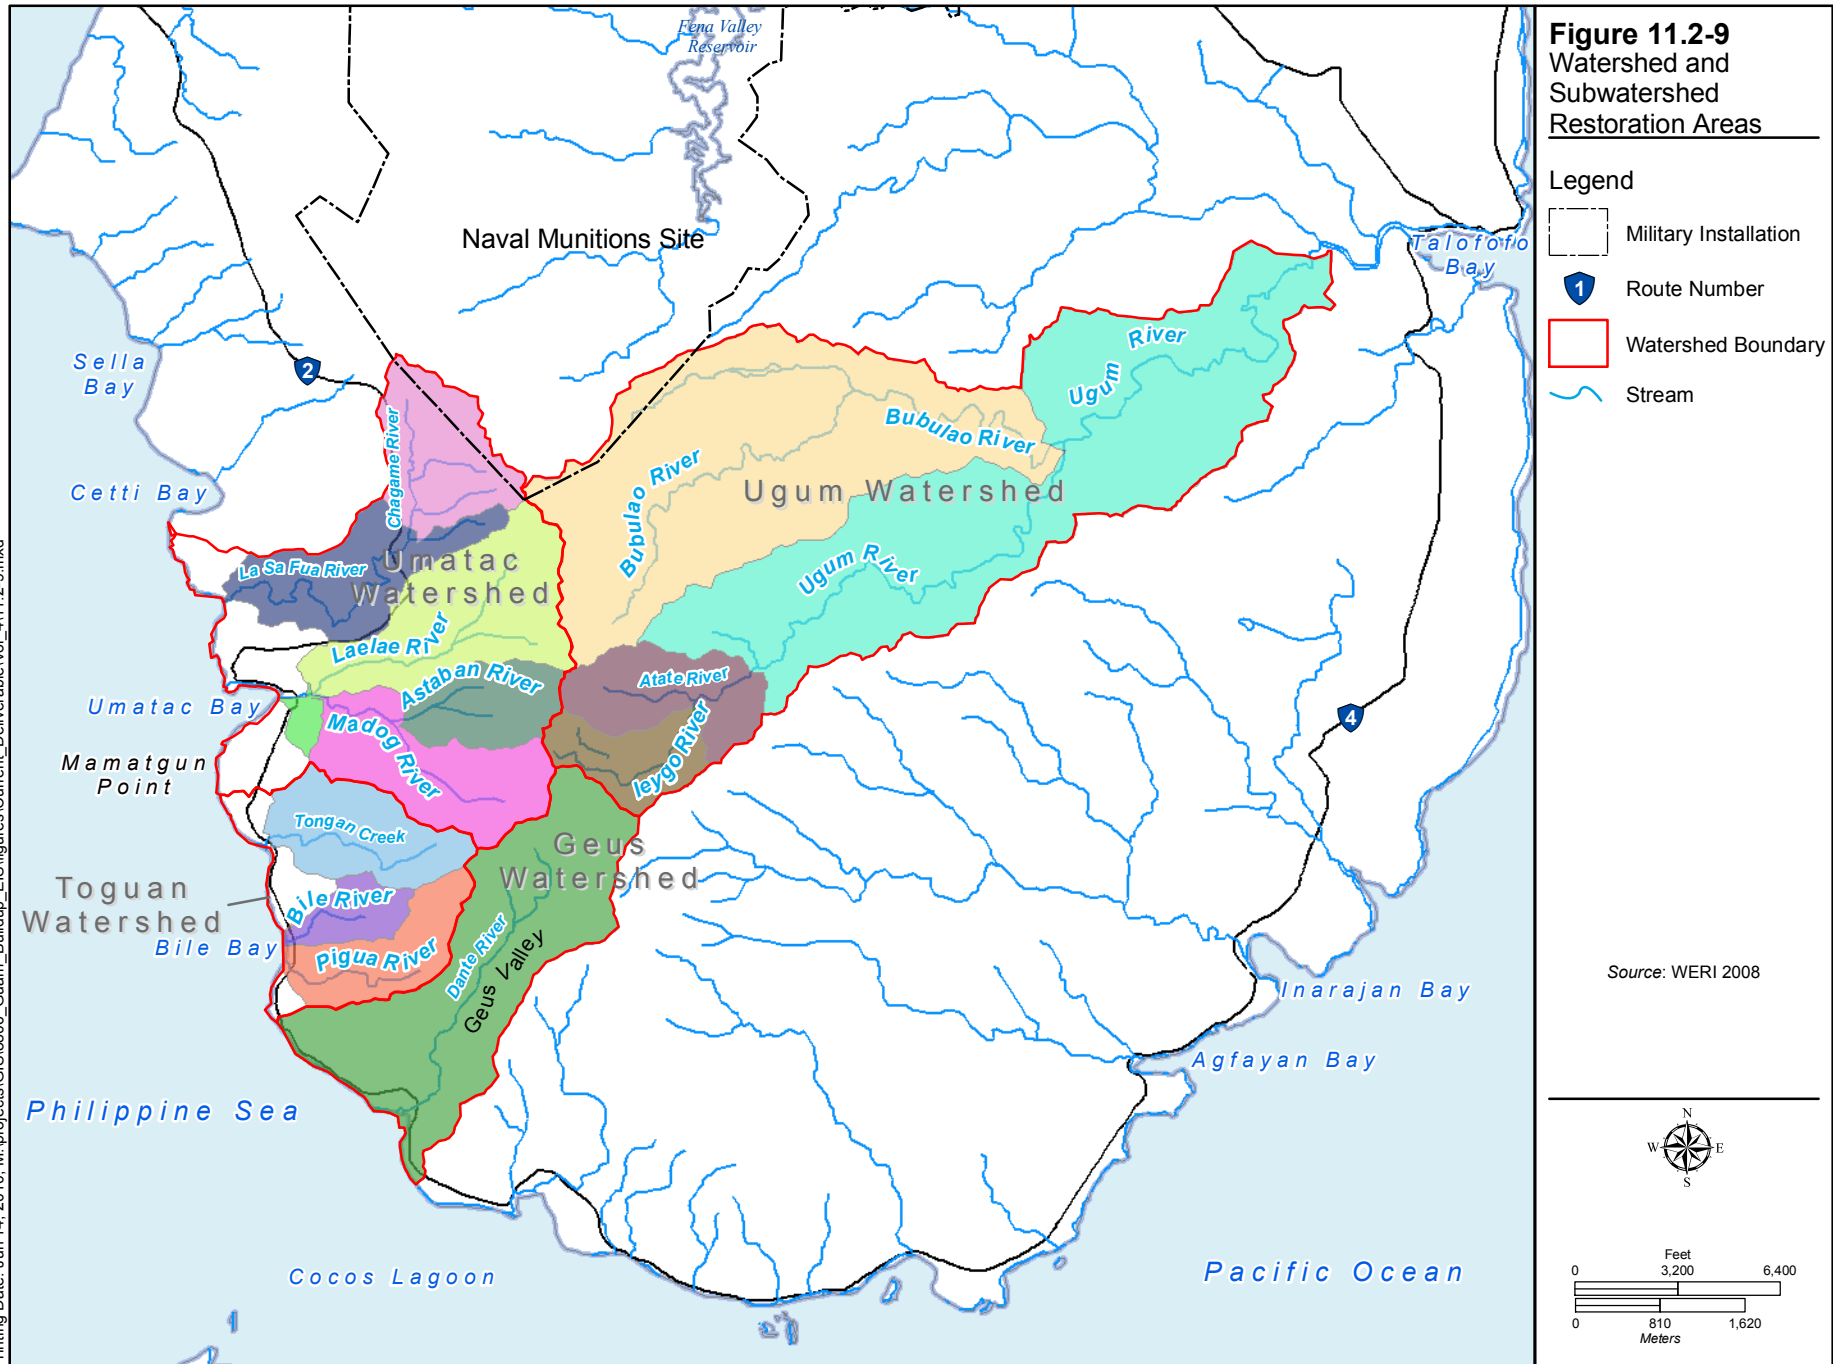 Figure 11.2-9
Watershed and
Subwatershed
Restoration Areas
Legend
Military Installation
1
Route Number
Watershed Boundary
Stream
Source: WERI 2008
N
W
E
S
Feet
0
3,200
6,400
0
810
1,620
Meters
Fena Valley
Reservoir
Naval Munitions Site
Talofofo
Bay
Sella
Bay
2
Ugum River
Chagame River
Bubulao River
Bubulao River
Cetti Bay
Ugum Watershed
Umatac
Watershed
La Sa Fua River
Ugum River
Laelae River
Astaban River
Atate River
Umatac Bay
Madog River
Ieygo River
4
Mamatgun
Point
Tongan Creek
Geus
Watershed
Toguan
Watershed
Bile River
Bile Bay
Pigua River
Dante River
Geus Valley
Inarajan Bay
Agfayan Bay
Philippine Sea
Cocos Lagoon
Pacific Ocean